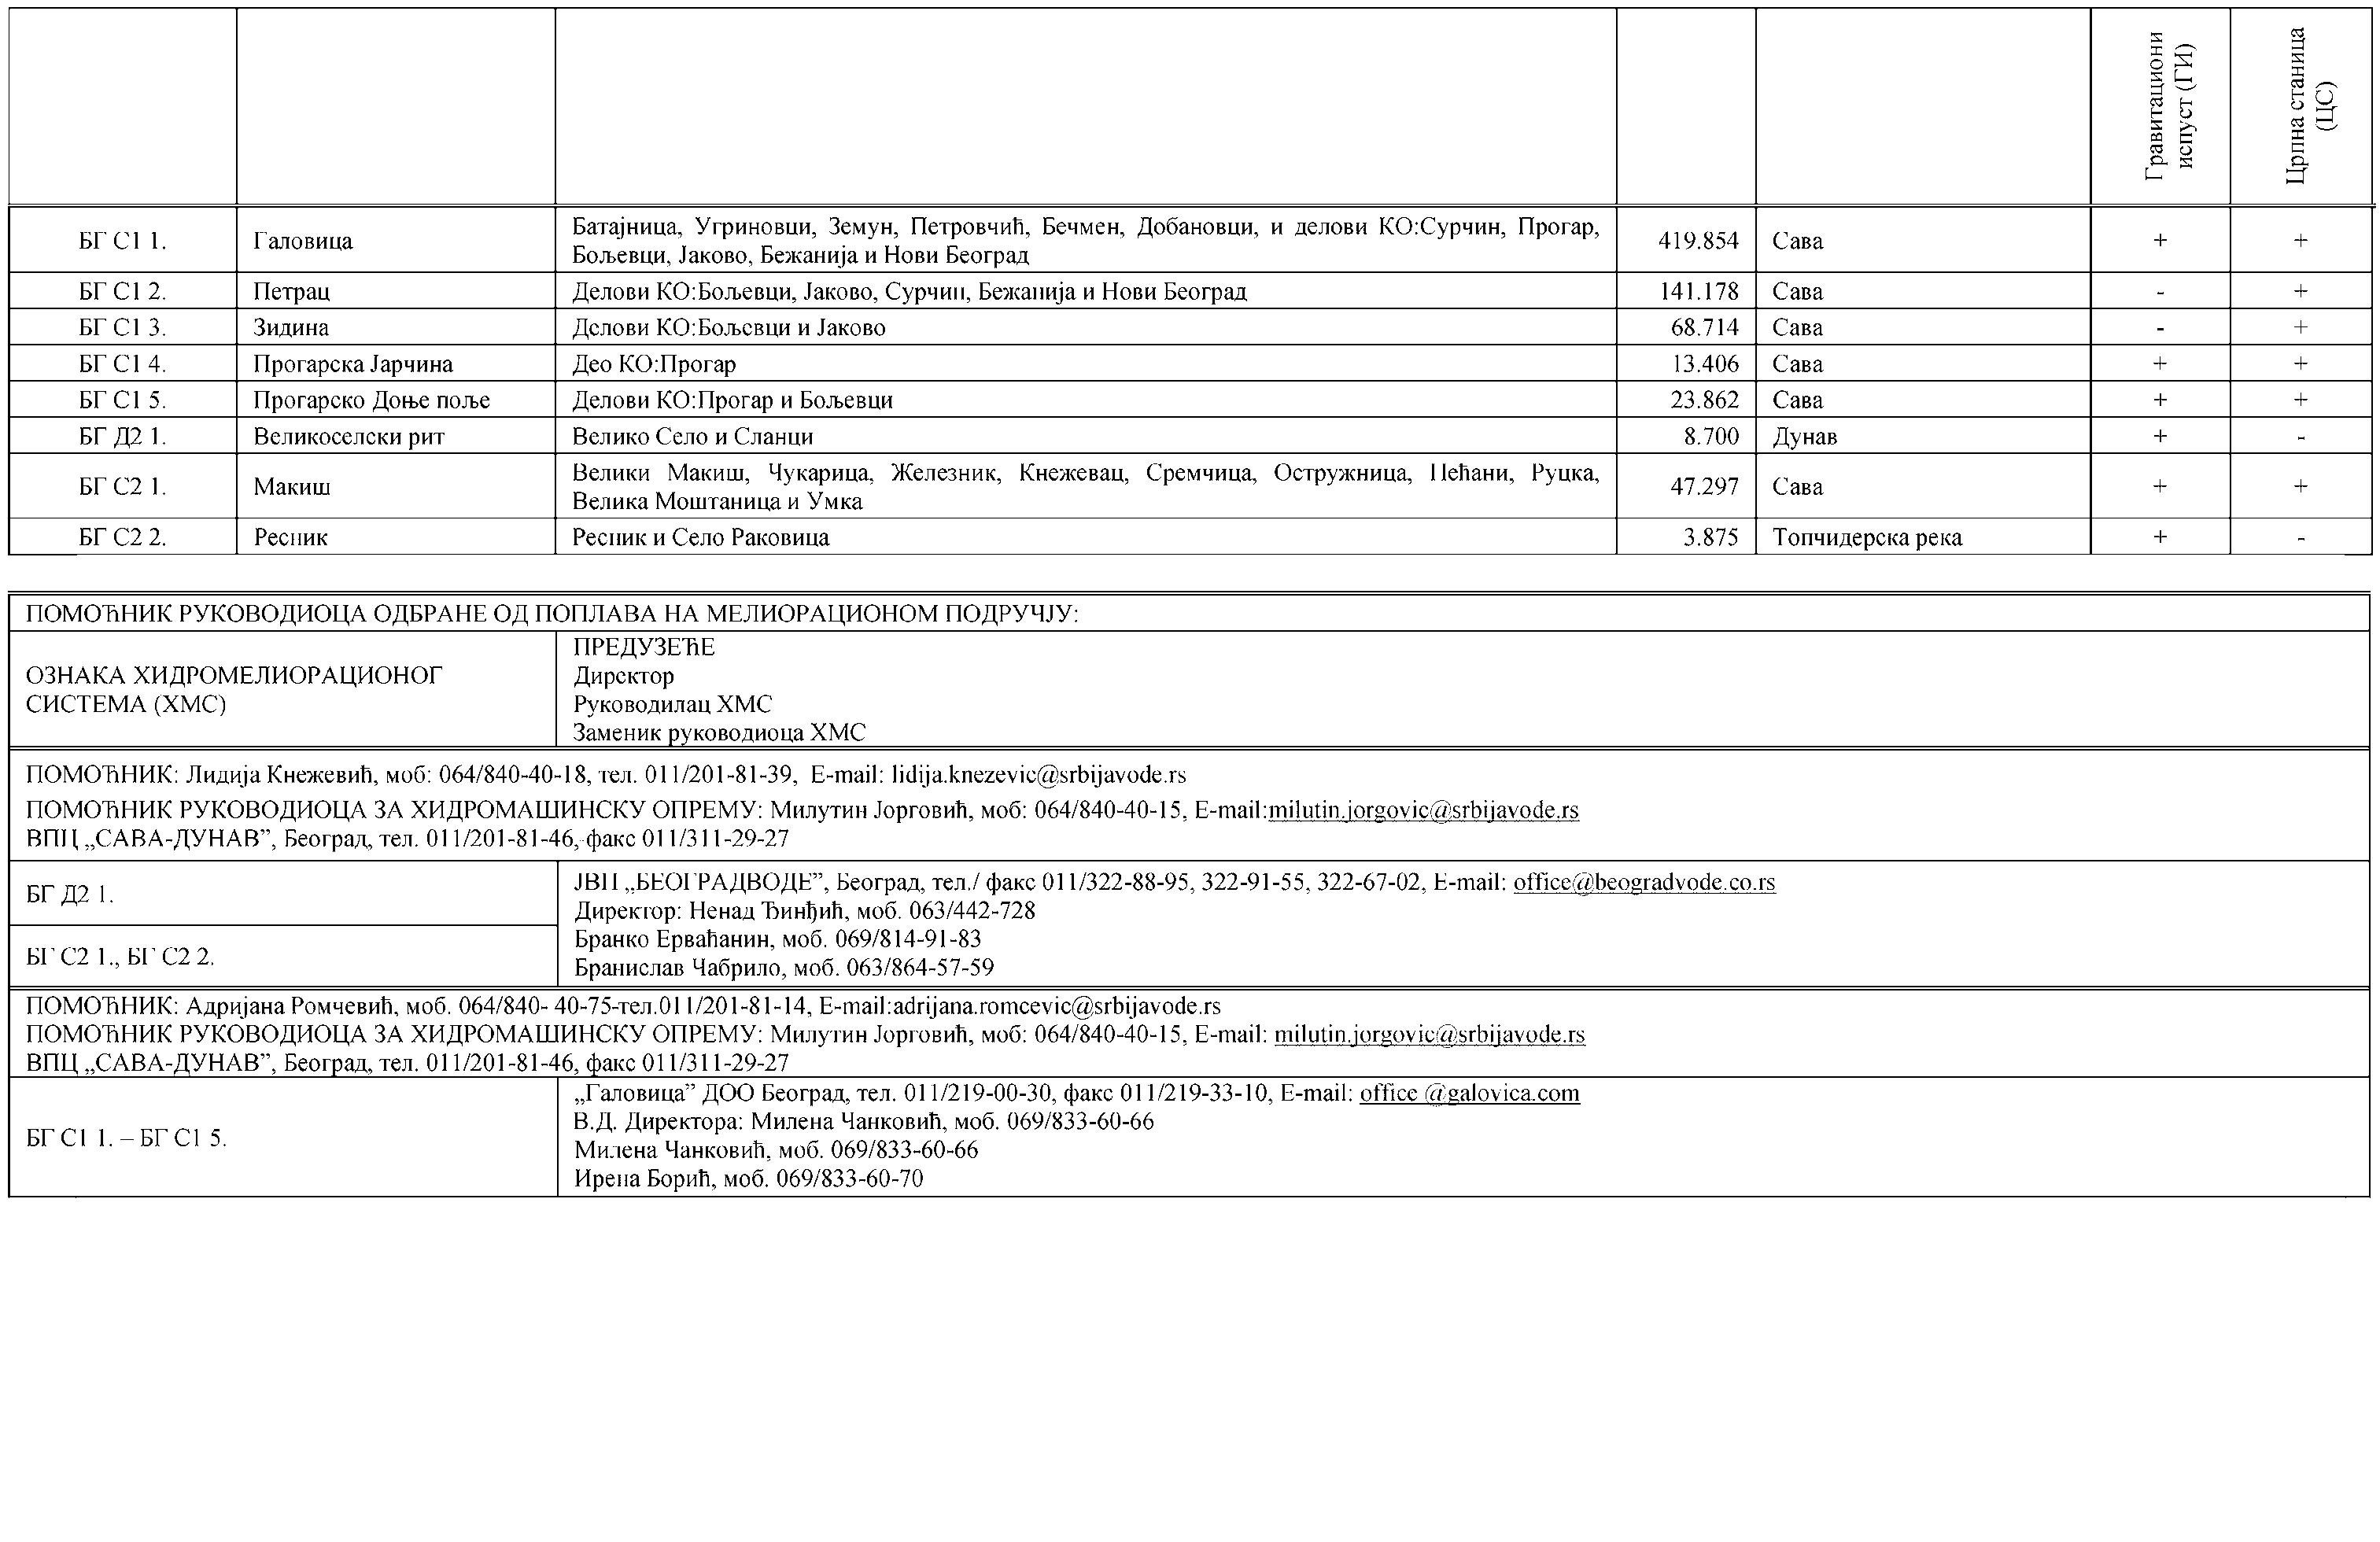 Гравитациони
испуст (ГИ)
Црпна станица
(ЦС)
БГ С1 1. Галовица Батајница, Угриновци, Земун, Петровчић, Бечмен, Добановци, и делови КО:Сурчин, Прогар, Бољевци, Јаково, Бежанија и Нови Београд 419.854 Сава + +
БГ С1 2. Петрац Делови КО:Бољевци, Јаково, Сурчин, Бежанија и Нови Београд 141.178 Сава - +
БГ С1 3. Зидина Делови КО:Бољевци и Јаково 68.714 Сава - +
БГ С1 4. Прогарска Јарчина Део КО:Прогар 13.406 Сава + +
БГ С1 5. Прогарско Доње поље Делови КО:Прогар и Бољевци 23.862 Сава + +
БГ Д2 1. Великоселски рит Велико Село и Сланци 8.700 Дунав + -
БГ С2 1. Макиш Велики Макиш, Чукарица, Железник, Кнежевац, Сремчица, Остружница, Пећани, Руцка, Велика Моштаница и Умка 47.297 Сава + +
БГ С2 2. Ресник Ресник и Село Раковица 3.875 Топчидерска река + -
ПОМОЋНИК РУКОВОДИОЦА ОДБРАНЕ ОД ПОПЛАВА НА МЕЛИОРАЦИОНОМ ПОДРУЧЈУ:
ОЗНАКА ХИДРОМЕЛИОРАЦИОНОГ
СИСТЕМА (ХМС)
ПРЕДУЗЕЋЕ
Директор
Руководилац ХМС
Заменик руководиоца ХМС
ПОМОЋНИК: Лидија Кнежевић, моб: 064/840-40-18, тел. 011/201-81-39, E-mail: lidija.knezevic@srbijavode.rs
ПОМОЋНИК РУКОВОДИОЦА ЗА ХИДРОМАШИНСКУ ОПРЕМУ: Милутин Јорговић, моб: 064/840-40-15, E-mail:milutin.jorgovic@srbijavode.rs
ВПЦ „САВА-ДУНАВ”, Београд, тел. 011/201-81-46, факс 011/311-29-27
БГ Д2 1.
БГ С2 1., БГ С2 2.
ЈВП „БЕОГРАДВОДЕ”, Београд, тел./ факс 011/322-88-95, 322-91-55, 322-67-02, E-mail: office@beogradvode.co.rs
Директор: Ненад Ђинђић, моб. 063/442-728
Бранко Ерваћанин, моб. 069/814-91-83
Бранислав Чабрило, моб. 063/864-57-59
ПОМОЋНИК: Адријана Ромчевић, моб. 064/840- 40-75-тел.011/201-81-14, E-mail:adrijana.romcevic@srbijavode.rs
ПОМОЋНИК РУКОВОДИОЦА ЗА ХИДРОМАШИНСКУ ОПРЕМУ: Милутин Јорговић, моб: 064/840-40-15, E-mail: milutin.jorgovic@srbijavode.rs
ВПЦ „САВА-ДУНАВ”, Београд, тел. 011/201-81-46, факс 011/311-29-27
БГ С1 1. – БГ С1 5.
„Галовица” ДОО Београд, тел. 011/219-00-30, факс 011/219-33-10, E-mail: office @galovica.com
В.Д. Директора: Милена Чанковић, моб. 069/833-60-66
Милена Чанковић, моб. 069/833-60-66
Ирена Борић, моб. 069/833-60-70